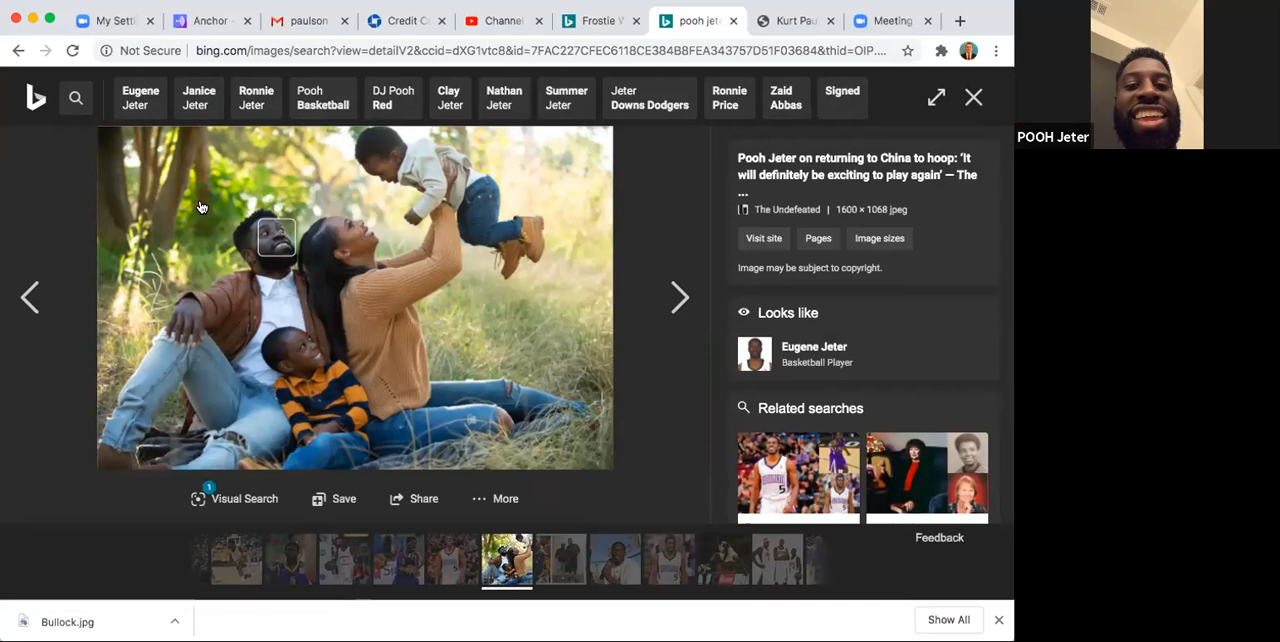 My Sett
Anchor -
paulson
Credit C
Channel
Frostie W
pooh jete
Kurt Pau
Meeting
Not Secure
bing.com/images/search?view=detailV2&ccid=dXG1vtc8&id=7FAC227CFEC6118CE384B8FEA343757D51F03684&thid=OIP....
Eugene
Jeter
Janice
Jeter
Ronnie
Jeter
Pooh
Basketball
DJ Pooh
Red
Clay
Jeter
Nathan
Jeter
Summer
Jeter
Jeter
Downs Dodgers
Ronnie
Price
Zaid
Abbas
Signed
POOH Jeter
Pooh Jeter on returning to China to hoop: ‘It
will definitely be exciting to play again’ — The
...
The Undefeated | 1600 × 1068 jpeg
Visit site
Pages
Image sizes
Image may be subject to copyright.
Looks like
Eugene Jeter
Basketball Player
Related searches
5
1
Visual Search
Save
Share
More
Feedback
Bullock.jpg
Show All